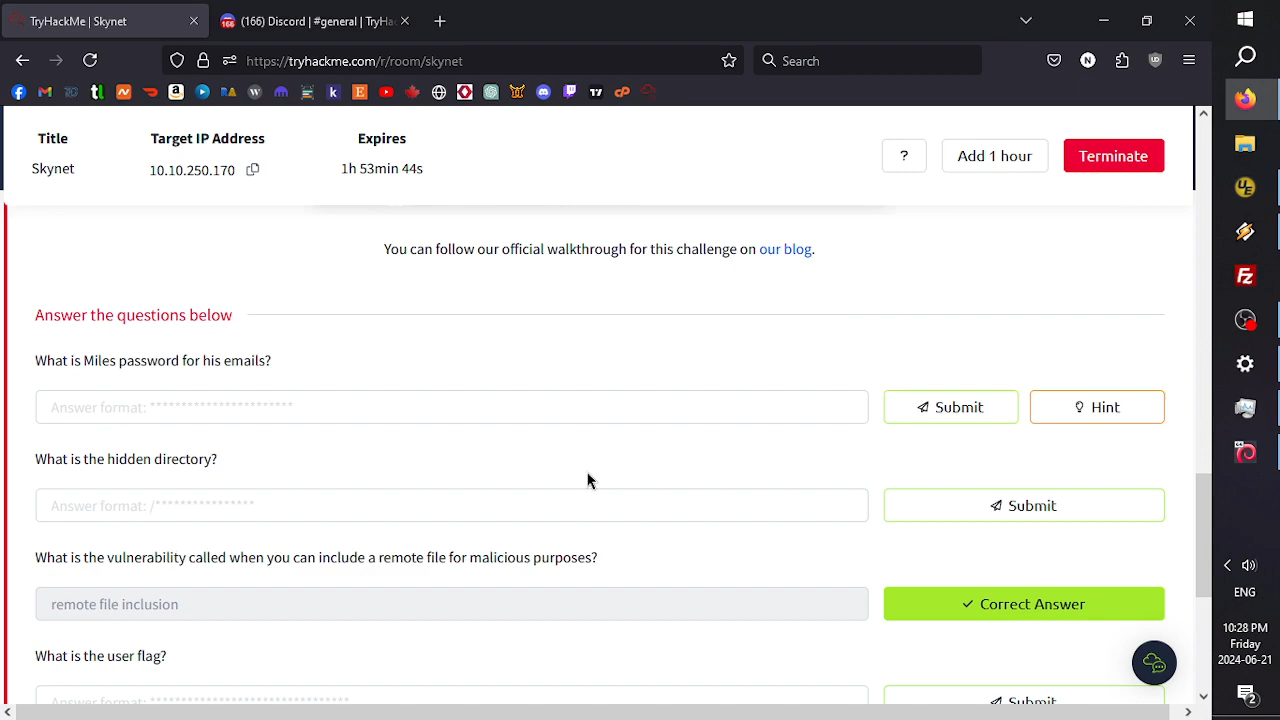 TryHackMe | Skynet
(166) Discord | #general | TryHa
https://tryhackme.com/r/room/skynet
Search
Title
Target IP Address
Expires
Skynet
10.10.250.170
1h 53min 44s
?
Add 1 hour
Terminate
You can follow our official walkthrough for this challenge on our blog.
Answer the questions below
What is Miles password for his emails?
Answer format: ***********************
Submit
Hint
What is the hidden directory?
Answer format: /****************
Submit
What is the vulnerability called when you can include a remote file for malicious purposes?
remote file inclusion
Correct Answer
What is the user flag?
Answer format: ********************************
Submit
ENG
10:28 PM
Friday
2024-06-21
2